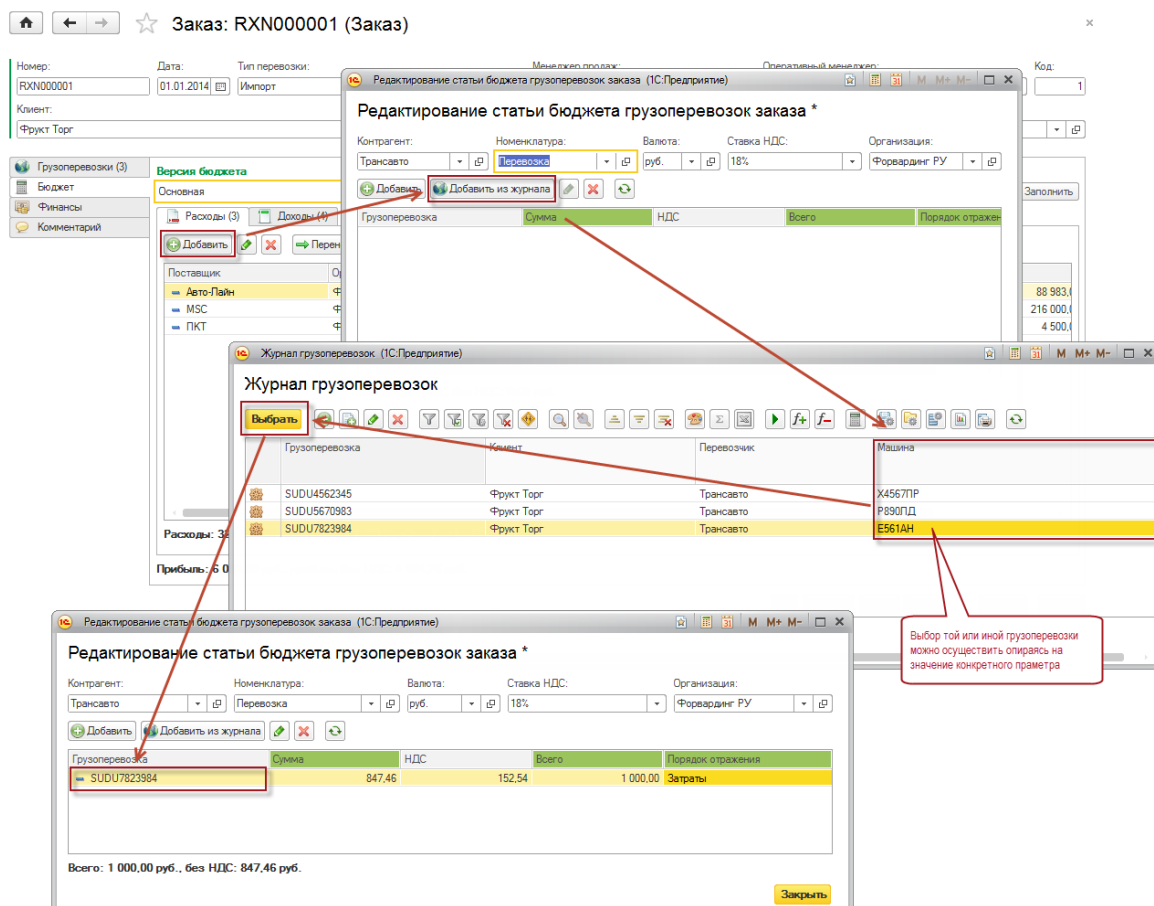 Заказ: RXN000001 (Заказ)
Номер: Дата: Тип перевозки: Менеджер продаж: Оперативный менеджер: Код:
RXN000001 01.01.2014 Импорт 1
Клиент:
Фрукт Торг
Грузоперевозки (3)
Бюджет
Финансы
Комментарий
Версия бюджета
Основная
Заполнить
Расходы (3) Доходы (4)
Добавить Перен
Поставщик
Авто-Лайн 88 983,
MSC 216 000,
ПКТ 4 500,
Расходы: 3
Прибыль: 6 0
Редактирование статьи бюджета грузоперевозок заказа (1С:Предприятие) M M+ M-
Редактирование статьи бюджета грузоперевозок заказа *
Контрагент: Номенклатура: Валюта: Ставка НДС: Организация:
Трансавто Перевозка руб. 18% Форвардинг РУ
Добавить Добавить из журнала
Грузоперевозка Сумма НДС Всего Порядок отражен
Журнал грузоперевозок (1С:Предприятие) M M+ M-
Журнал грузоперевозок
Выбрать
Грузоперевозка Клиент Перевозчик Машина
SUDU4562345 Фрукт Торг Трансавто Х4567ПР
SUDU5670983 Фрукт Торг Трансавто Р890ПД
SUDU7823984 Фрукт Торг Трансавто Е561АН
Выбор той или иной грузоперевозки
можно осуществить опираясь на
значение конкретного праметра
Редактирование статьи бюджета грузоперевозок заказа (1С:Предприятие) M M+ M-
Редактирование статьи бюджета грузоперевозок заказа *
Контрагент: Номенклатура: Валюта: Ставка НДС: Организация:
Трансавто Перевозка руб. 18% Форвардинг РУ
Добавить Добавить из журнала
Грузоперевозка Сумма НДС Всего Порядок отражения
SUDU7823984 847,46 152,54 1 000,00 Затраты
Всего: 1 000,00 руб., без НДС: 847,46 руб.
Закрыть